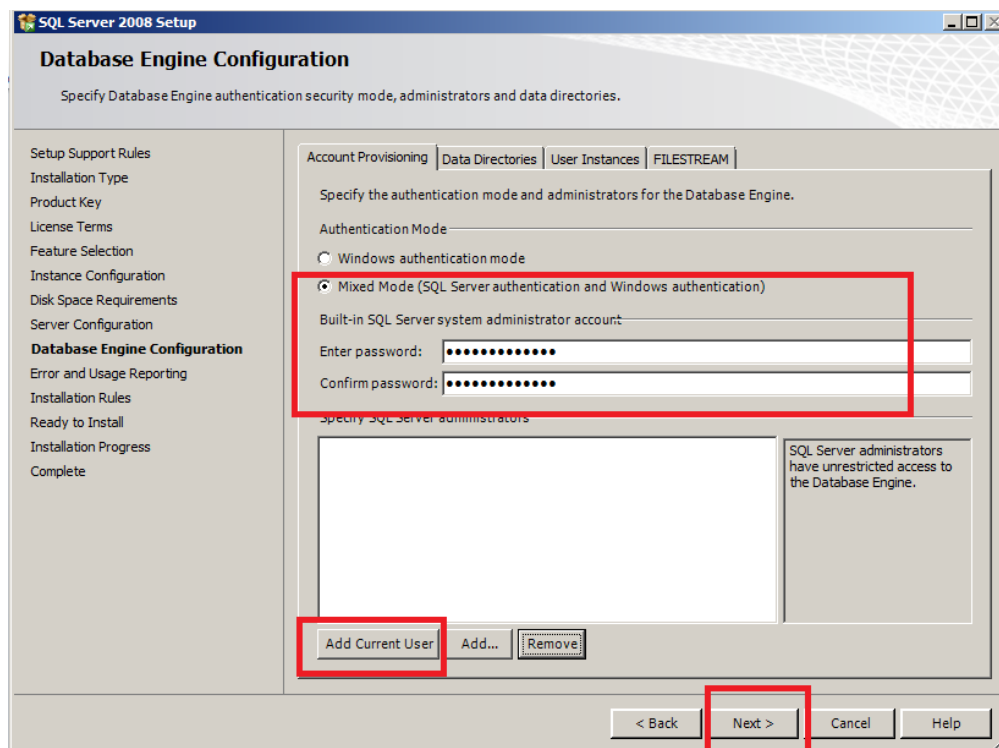 SQL Server 2008 Setup
Database Engine Configuration
Specify Database Engine authentication security mode, administrators and data directories.
Setup Support Rules
Installation Type
Product Key
License Terms
Feature Selection
Instance Configuration
Disk Space Requirements
Server Configuration
Database Engine Configuration
Error and Usage Reporting
Installation Rules
Ready to Install
Installation Progress
Complete
Account Provisioning Data Directories User Instances FILESTREAM
Specify the authentication mode and administrators for the Database Engine.
Authentication Mode
Windows authentication mode
Mixed Mode (SQL Server authentication and Windows authentication)
Built-in SQL Server system administrator account
Enter password: •••••••••••••
Confirm password: •••••••••••••
Specify SQL Server administrators
SQL Server administrators
have unrestricted access to
the Database Engine.
Add Current User Add... Remove
< Back Next > Cancel Help